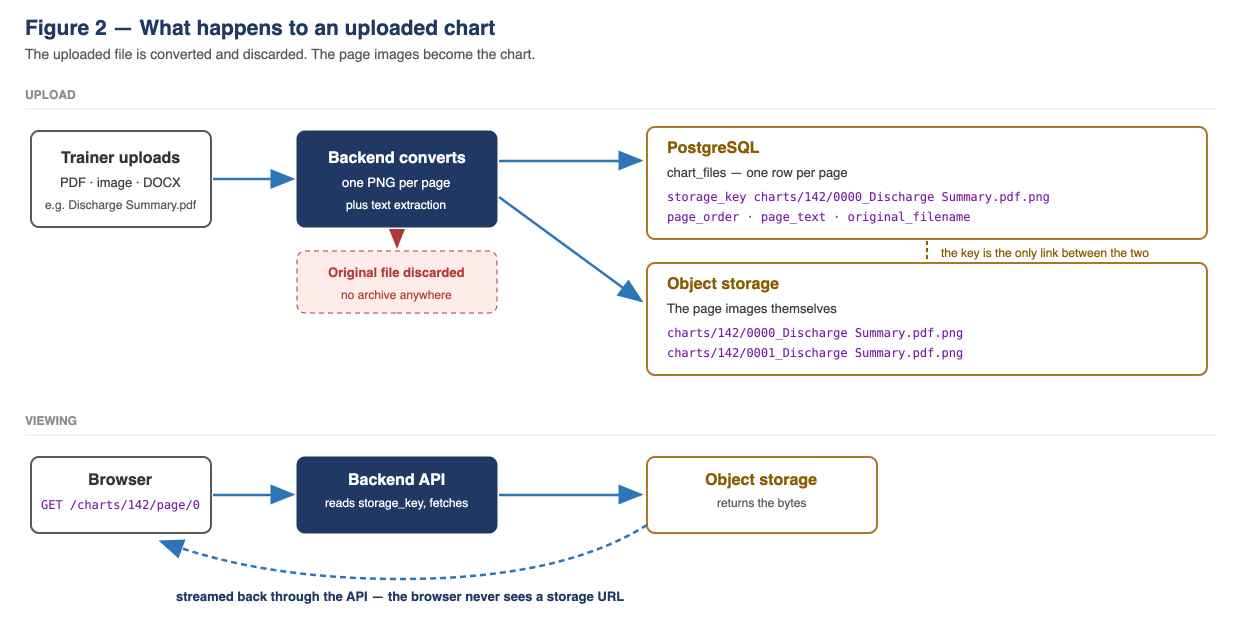 Figure 2 — What happens to an uploaded chart
The uploaded file is converted and discarded. The page images become the chart.
UPLOAD
Trainer uploads
PDF · image · DOCX
e.g. Discharge Summary.pdf
Backend converts
one PNG per page
plus text extraction
Original file discarded
no archive anywhere
PostgreSQL
chart_files — one row per page
storage_key charts/142/0000_Discharge Summary.pdf.png
page_order · page_text · original_filename
the key is the only link between the two
Object storage
The page images themselves
charts/142/0000_Discharge Summary.pdf.png
charts/142/0001_Discharge Summary.pdf.png
VIEWING
Browser
GET /charts/142/page/0
Backend API
reads storage_key, fetches
Object storage
returns the bytes
streamed back through the API — the browser never sees a storage URL